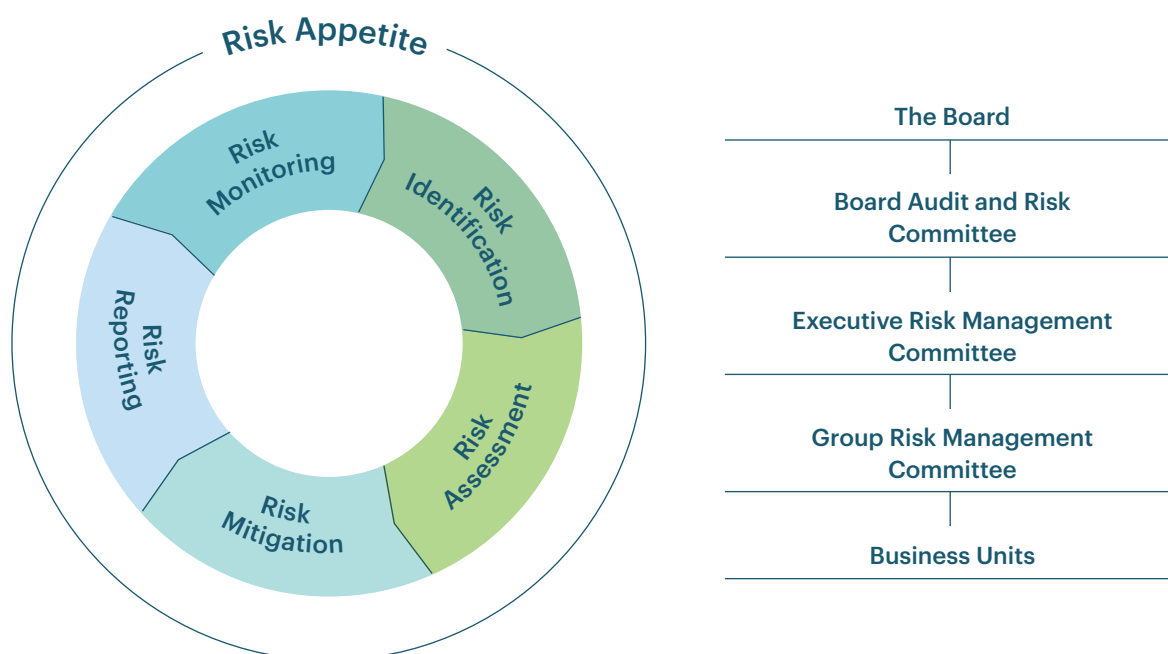 Risk Appetite
Risk
Monitoring
Risk
Identification
Risk
Assessment
Risk
Mitigation
Risk
Reporting
The Board
Board Audit and Risk
Committee
Executive Risk Management
Committee
Group Risk Management
Committee
Business Units